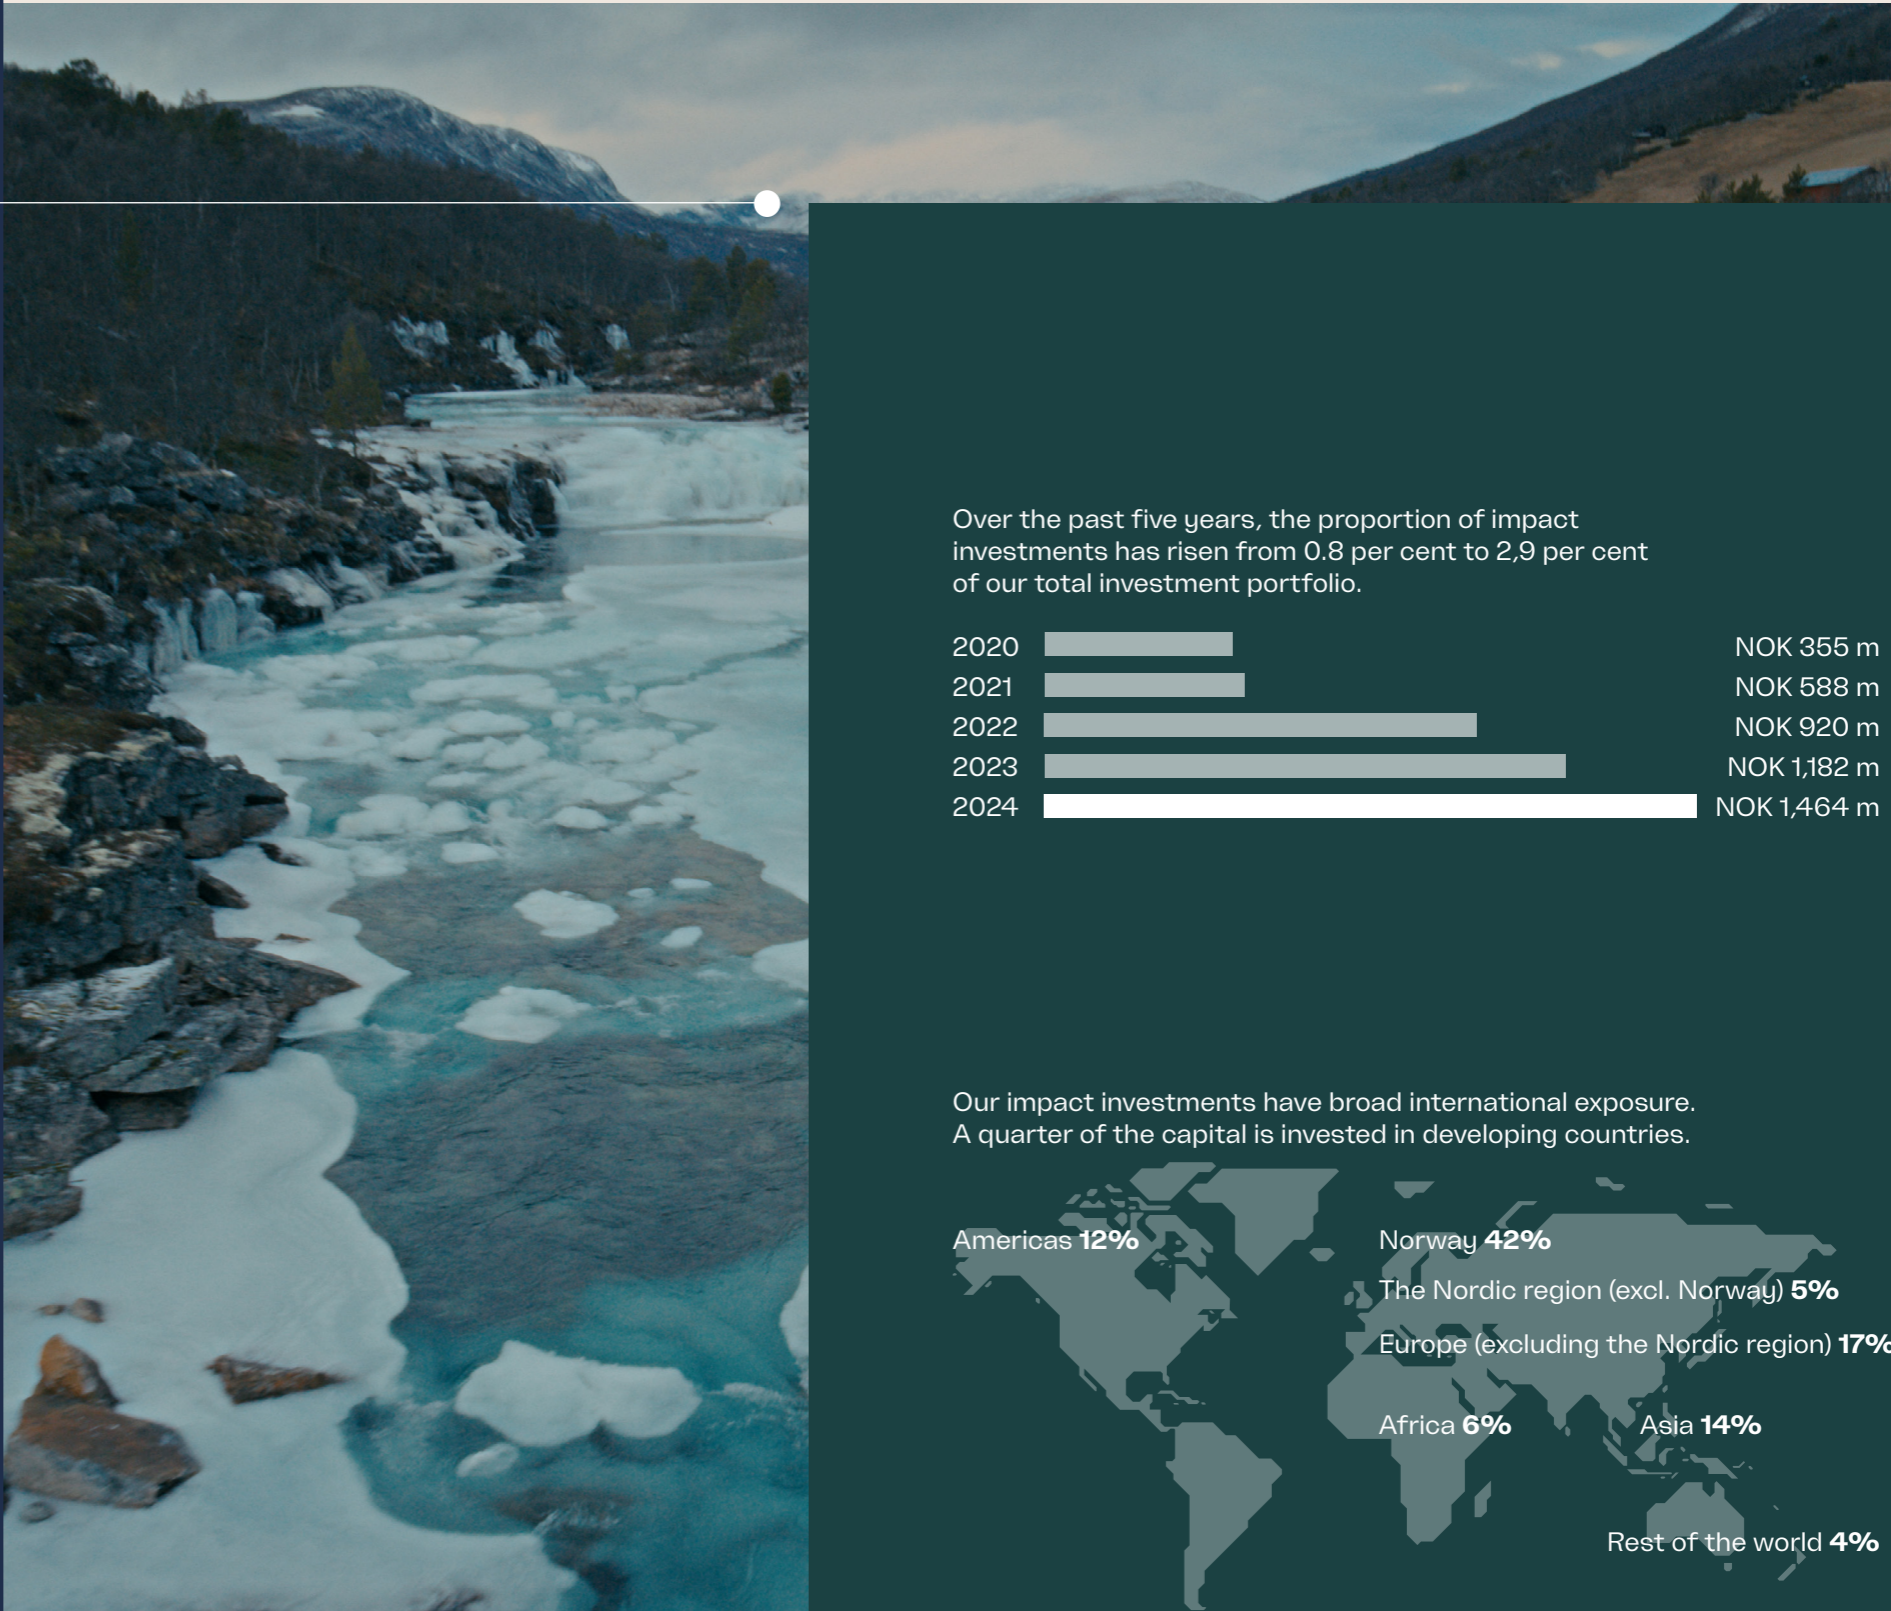 Over the past five years, the proportion of impact
investments has risen from 0.8 per cent to 2,9 per cent
of our total investment portfolio.
2020 NOK 355 m
2021 NOK 588 m
2022 NOK 920 m
2023 NOK 1,182 m
2024 NOK 1,464 m
Our impact investments have broad international exposure.
A quarter of the capital is invested in developing countries.
Americas 12% Norway 42%
The Nordic region (excl. Norway) 5%
Europe (excluding the Nordic region) 17%
Africa 6% Asia 14%
Rest of the world 4%